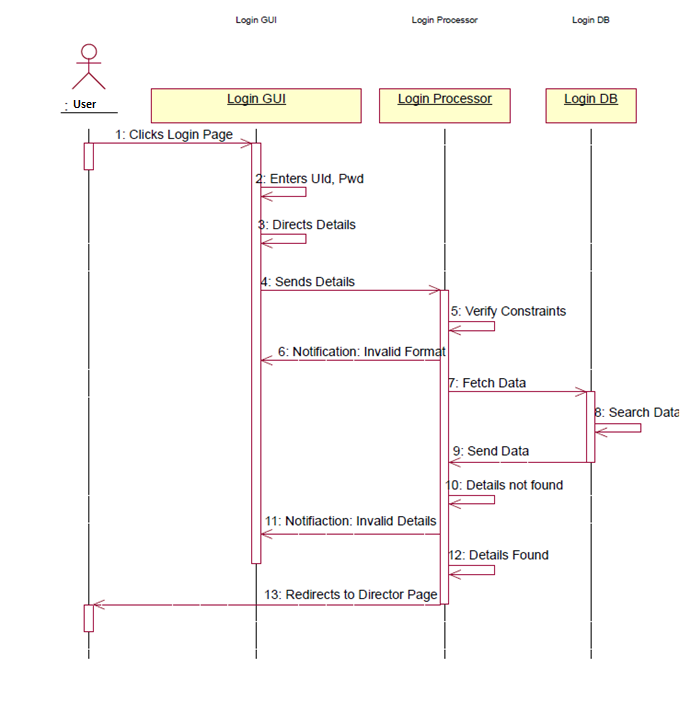 Login GUI
Login Processor
Login DB
: User
Login GUI
Login Processor
Login DB
1: Clicks Login Page
2: Enters UId, Pwd
3: Directs Details
4: Sends Details
5: Verify Constraints
6: Notification: Invalid Format
7: Fetch Data
8: Search Data
9: Send Data
10: Details not found
11: Notifiaction: Invalid Details
12: Details Found
13: Redirects to Director Page